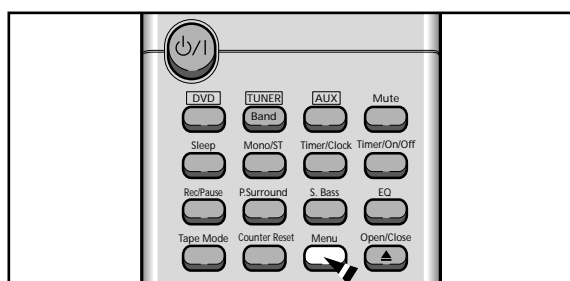 ⏻/I
DVD TUNER AUX Mute
Band
Sleep Mono/ST Timer/Clock Timer/On/Off
Rec/Pause P.Surround S. Bass EQ
Tape Mode Counter Reset Menu Open/Close